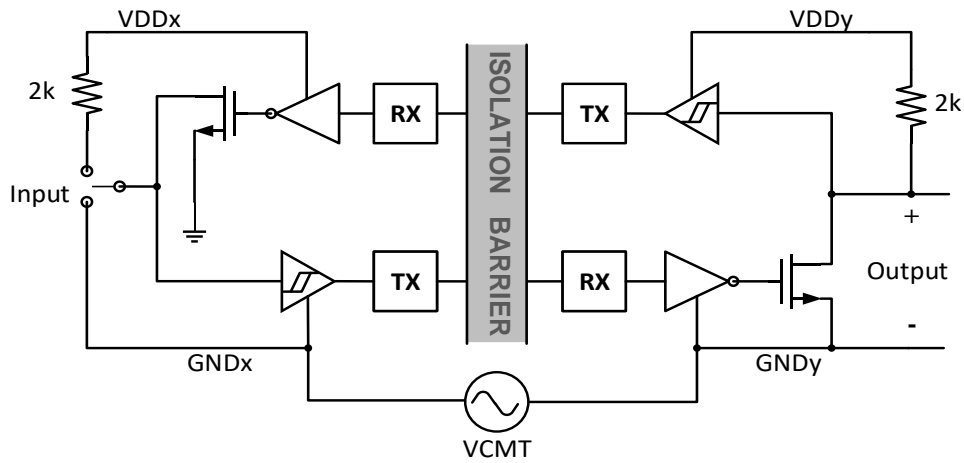 VDDx
VDDy
2k
2k
RX
TX
Input
ISOLATION BARRIER
+
Output
-
TX
RX
GNDx
GNDy
VCMT